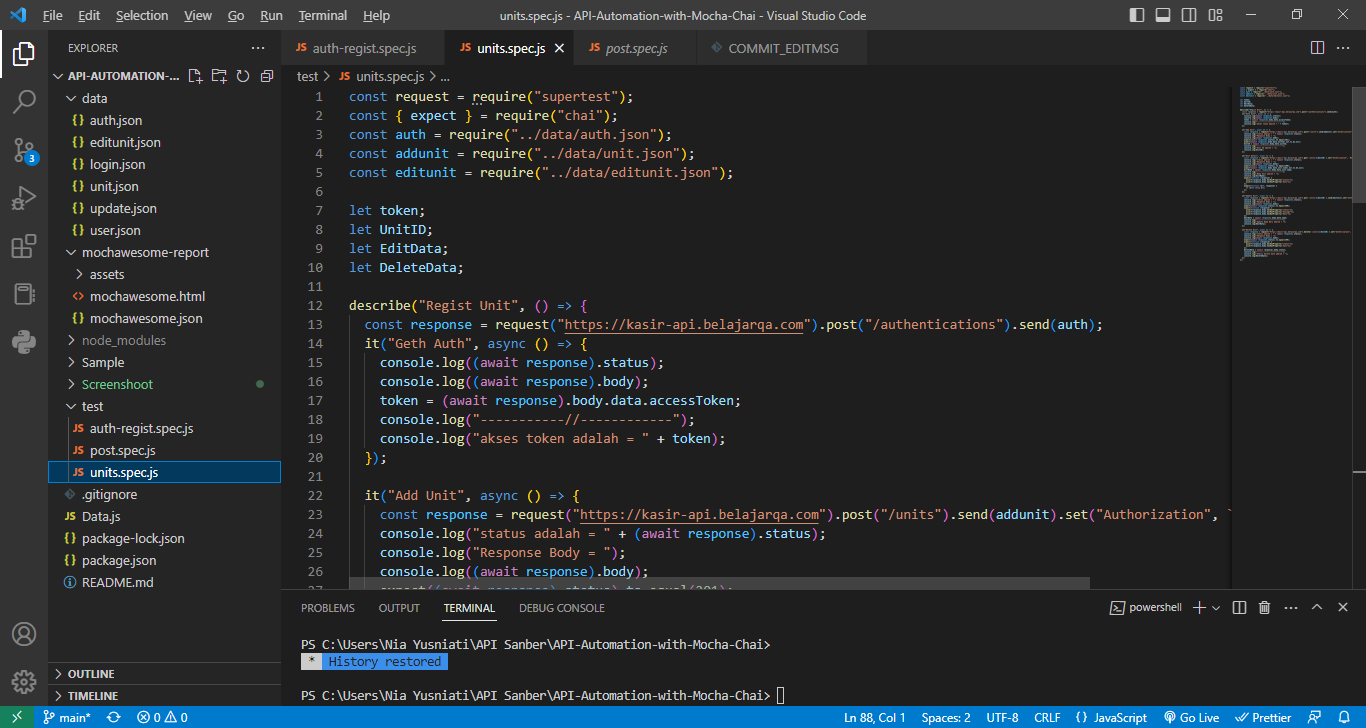 File Edit Selection View Go Run Terminal Help units.spec.js - API-Automation-with-Mocha-Chai - Visual Studio Code
EXPLORER
API-AUTOMATION-...
data
auth.json
editunit.json
login.json
unit.json
update.json
user.json
mochawesome-report
assets
mochawesome.html
mochawesome.json
node_modules
Sample
Screenshoot
test
auth-regist.spec.js
post.spec.js
units.spec.js
.gitignore
Data.js
package-lock.json
package.json
README.md
OUTLINE
TIMELINE
3
auth-regist.spec.js units.spec.js post.spec.js COMMIT_EDITMSG
test > JS units.spec.js > ...
1 const request = require("supertest");
2 const { expect } = require("chai");
3 const auth = require("../data/auth.json");
4 const addunit = require("../data/unit.json");
5 const editunit = require("../data/editunit.json");
6
7 let token;
8 let UnitID;
9 let EditData;
10 let DeleteData;
11
12 describe("Regist Unit", () => {
13 const response = request("https://kasir-api.belajarqa.com").post("/authentications").send(auth);
14 it("Geth Auth", async () => {
15 console.log((await response).status);
16 console.log((await response).body);
17 token = (await response).body.data.accessToken;
18 console.log("-----------//------------");
19 console.log("akses token adalah = " + token);
20 });
21
22 it("Add Unit", async () => {
23 const response = request("https://kasir-api.belajarqa.com").post("/units").send(addunit).set("Authorization", `
24 console.log("status adalah = " + (await response).status);
25 console.log("Response Body = ");
26 console.log((await response).body);
27 expect((await response).status).to.equal(201);
PROBLEMS OUTPUT TERMINAL DEBUG CONSOLE powershell
PS C:\Users\Nia Yusniati\API Sanber\API-Automation-with-Mocha-Chai>
* History restored
PS C:\Users\Nia Yusniati\API Sanber\API-Automation-with-Mocha-Chai>
main* 0 0 Ln 88, Col 1 Spaces: 2 UTF-8 CRLF {} JavaScript Go Live Prettier